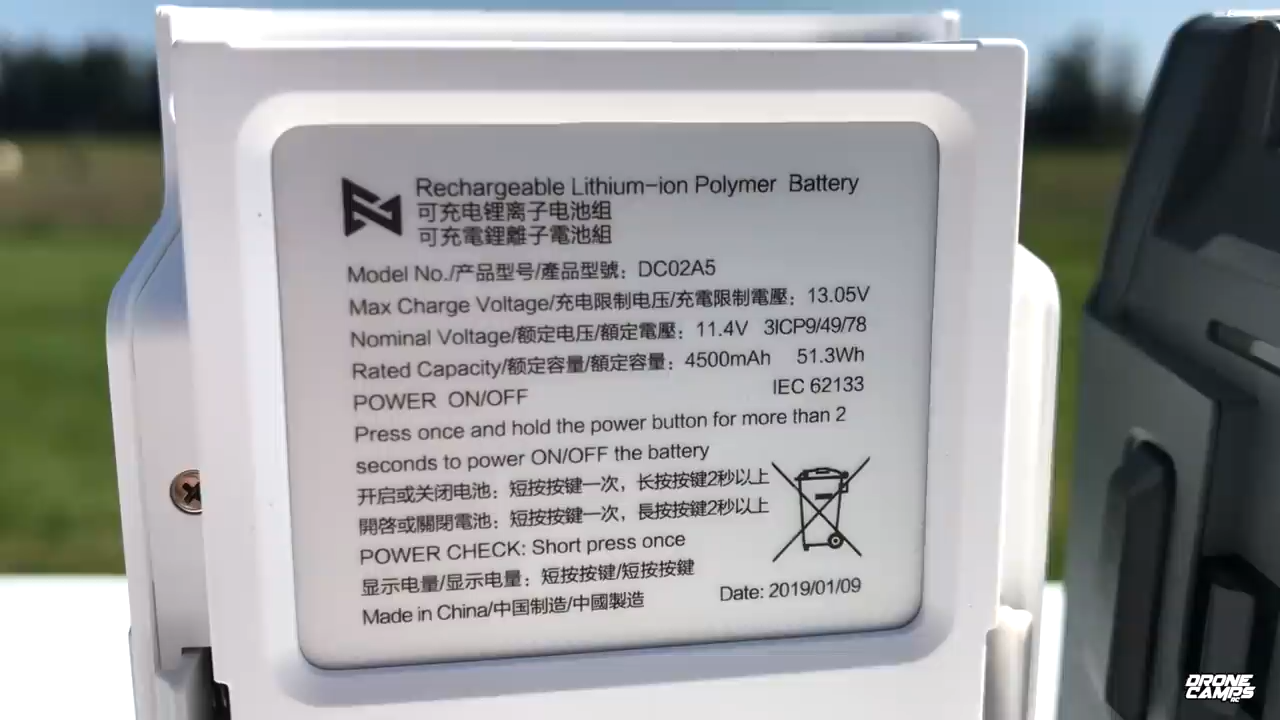 Rechargeable Lithium-ion Polymer Battery
可充电锂离子电池组
可充電鋰離子電池組
Model No./产品型号/產品型號：DC02A5
Max Charge Voltage/充电限制电压/充電限制電壓：13.05V
Nominal Voltage/额定电压/額定電壓：11.4V 3ICP9/49/78
Rated Capacity/额定容量/額定容量：4500mAh 51.3Wh
POWER ON/OFF IEC 62133
Press once and hold the power button for more than 2
seconds to power ON/OFF the battery
开启或关闭电池：短按按键一次，长按按键2秒以上
開啓或關閉電池：短按按鍵一次，長按按鍵2秒以上
POWER CHECK: Short press once
显示电量/显示电量：短按按键/短按按鍵
Made in China/中国制造/中國製造 Date: 2019/01/09
DRONE
CAMPS
RC